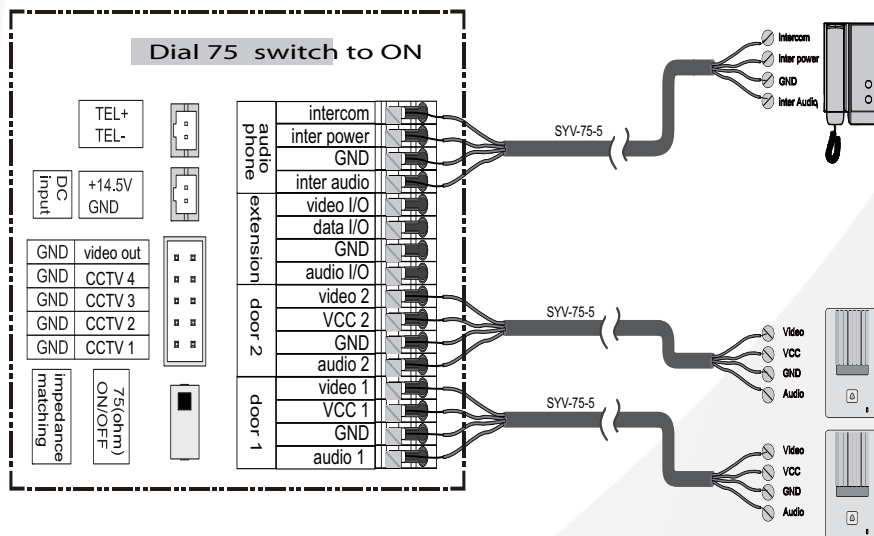 Dial 75 switch to ON
TEL+
TEL-
DC input
+14.5V
GND
GND video out
GND CCTV 4
GND CCTV 3
GND CCTV 2
GND CCTV 1
impedance matching
75(ohm) ON/OFF
audio phone
intercom
inter power
GND
inter audio
extension
video I/O
data I/O
GND
audio I/O
door 2
video 2
VCC 2
GND
audio 2
door 1
video 1
VCC 1
GND
audio 1
SYV-75-5
Intercom
Inter power
GND
Inter Audio
SYV-75-5
Video
VCC
GND
Audio
SYV-75-5
Video
VCC
GND
Audio